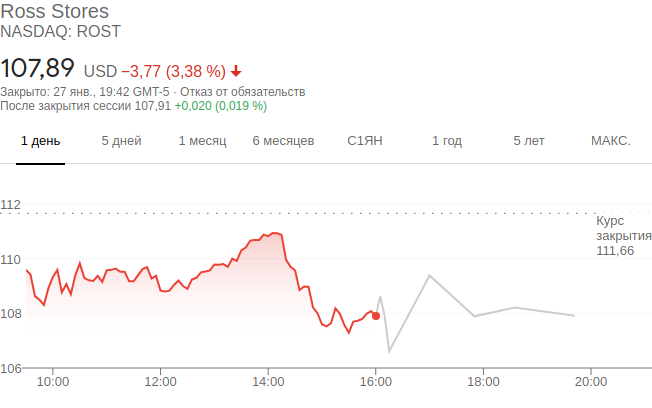 Ross Stores
NASDAQ: ROST
107,89 USD −3,77 (3,38 %)
Закрыто: 27 янв., 19:42 GMT-5 · Отказ от обязательств
После закрытия сессии 107,91 +0,020 (0,019 %)
1 день 5 дней 1 месяц 6 месяцев С1ЯН 1 год 5 лет МАКС.
112
Курс
закрытия
111,66
110
108
106
10:00 12:00 14:00 16:00 18:00 20:00